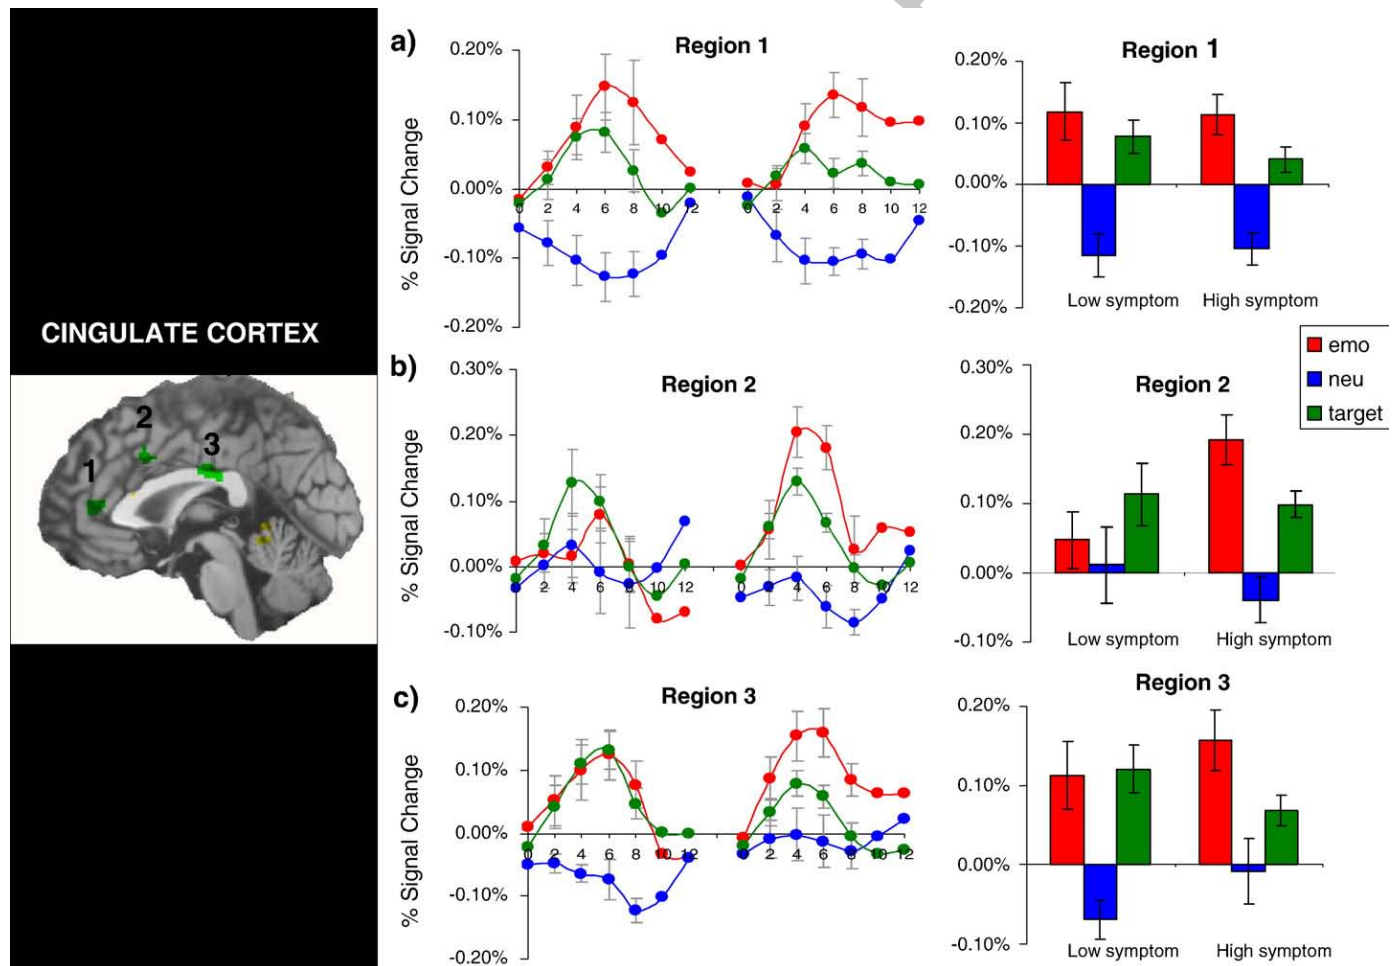 CINGULATE CORTEX
1
2
3
a)
Region 1
% Signal Change
0.20%
0.10%
0.00%
-0.10%
-0.20%
0 2 4 6 8 10 12
0 2 4 6 8 10 12
Region 1
0.20%
0.10%
0.00%
-0.10%
-0.20%
Low symptom High symptom
emo
neu
target
b)
Region 2
% Signal Change
0.30%
0.20%
0.10%
0.00%
-0.10%
0 2 4 6 8 10 12
0 2 4 6 8 10 12
Region 2
0.30%
0.20%
0.10%
0.00%
-0.10%
Low symptom High symptom
c)
Region 3
% Signal Change
0.20%
0.10%
0.00%
-0.10%
-0.20%
0 2 4 6 8 10 12
0 2 4 6 8 10 12
Region 3
0.20%
0.10%
0.00%
-0.10%
Low symptom High symptom